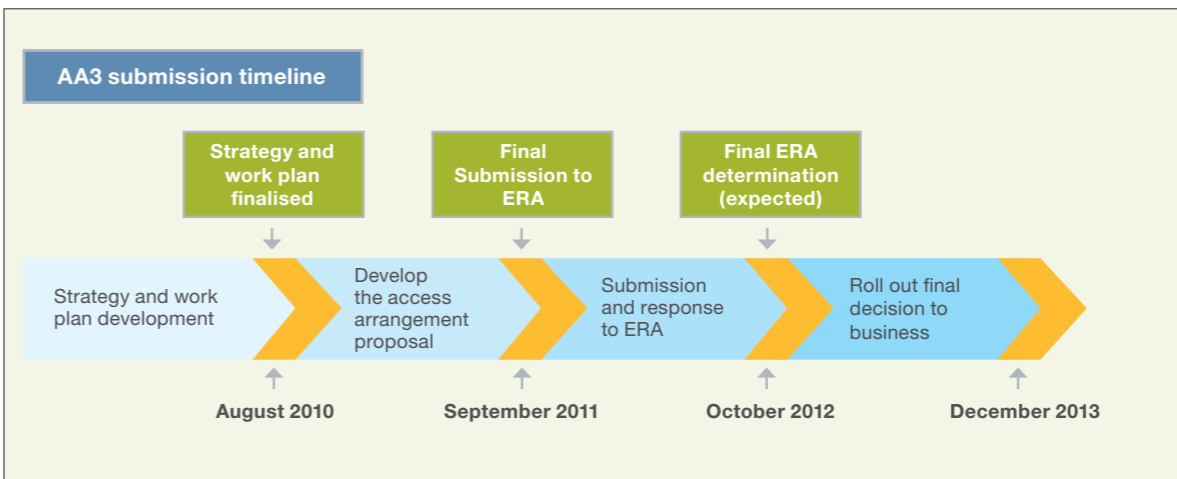 AA3 submission timeline
Strategy and
work plan
finalised
Final
Submission to
ERA
Final ERA
determination
(expected)
Strategy and work
plan development
Develop
the access
arrangement
proposal
Submission
and response
to ERA
Roll out final
decision to
business
August 2010
September 2011
October 2012
December 2013